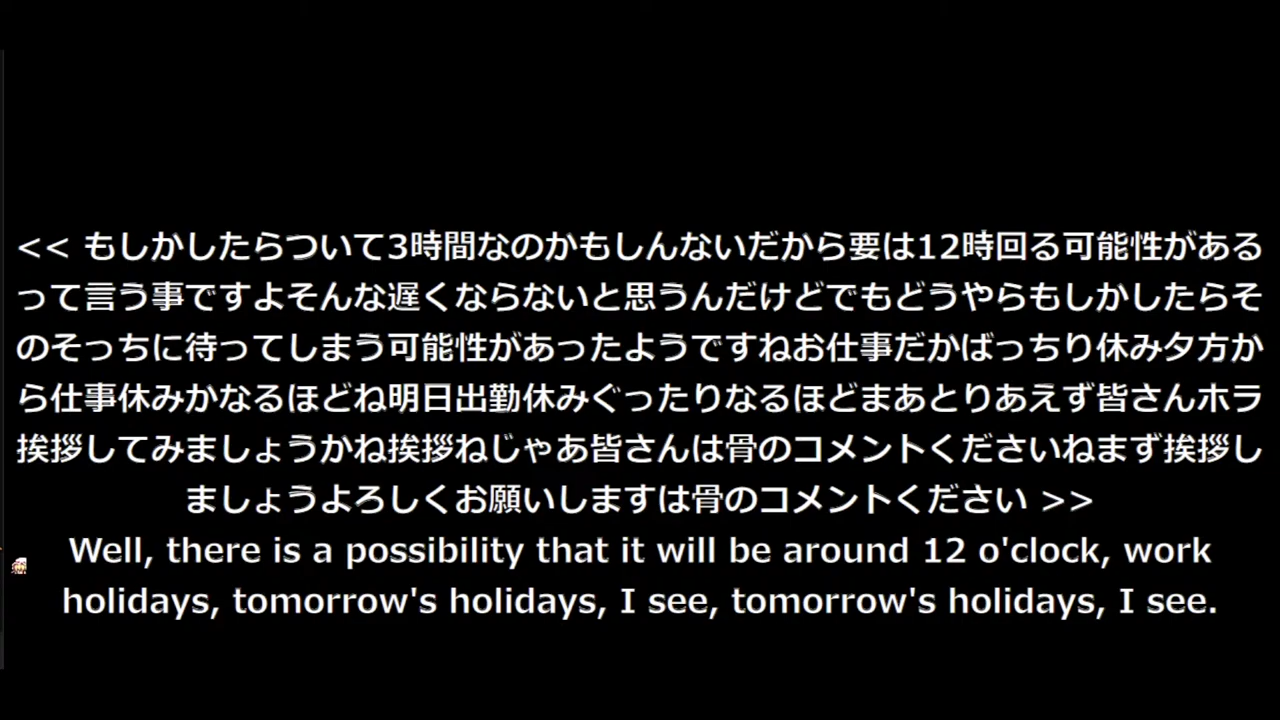 << もしかしたらついて3時間なのかもしんないだから要は12時回る可能性がある
って言う事ですよそんな遅くならないと思うんだけどでもどうやらもしかしたらそ
のそっちに待ってしまう可能性があったようですねお仕事だかばっちり休み夕方か
ら仕事休みかなるほどね明日出勤休みぐったりなるほどまあとりあえず皆さんホラ
挨拶してみましょうかね挨拶ねじゃあ皆さんは骨のコメントくださいねまず挨拶し
ましょうよろしくお願いしますは骨のコメントください >>
Well, there is a possibility that it will be around 12 o'clock, work
holidays, tomorrow's holidays, I see, tomorrow's holidays, I see.